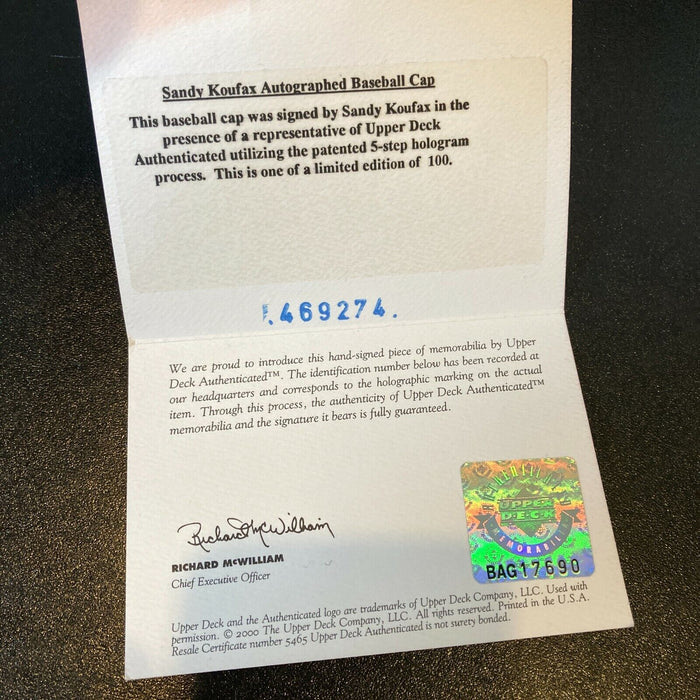 Sandy Koufax Autographed Baseball Cap
This baseball cap was signed by Sandy Koufax in the
presence of a representative of Upper Deck
Authenticated utilizing the patented 5-step hologram
process. This is one of a limited edition of 100.
469274.
We are proud to introduce this hand-signed piece of memorabilia by Upper
Deck Authenticated™. The identification number below has been recorded at
our headquarters and corresponds to the holographic marking on the actual
item. Through this process, the authenticity of Upper Deck Authenticated™
memorabilia and the signature it bears is fully guaranteed.
Richard McWilliam
RICHARD McWILLIAM
Chief Executive Officer
UPPER
DECK
MEMORABILIA
BAG17690
Upper Deck and the Authenticated logo are trademarks of Upper Deck Company, LLC. Used with
permission. © 2000 The Upper Deck Company, LLC. All rights reserved. Printed in the U.S.A.
Resale Certificate number 5465 Upper Deck Authenticated is not surety bonded.